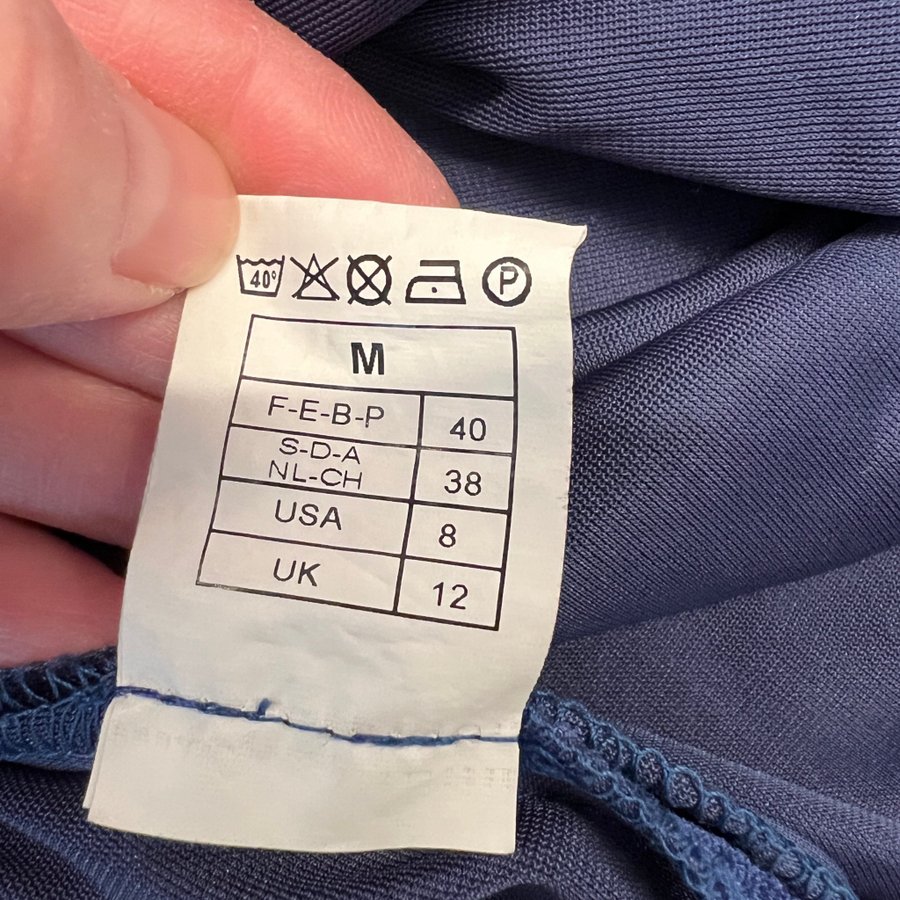 40° P
M
F-E-B-P 40
S-D-A
NL-CH 38
USA 8
UK 12